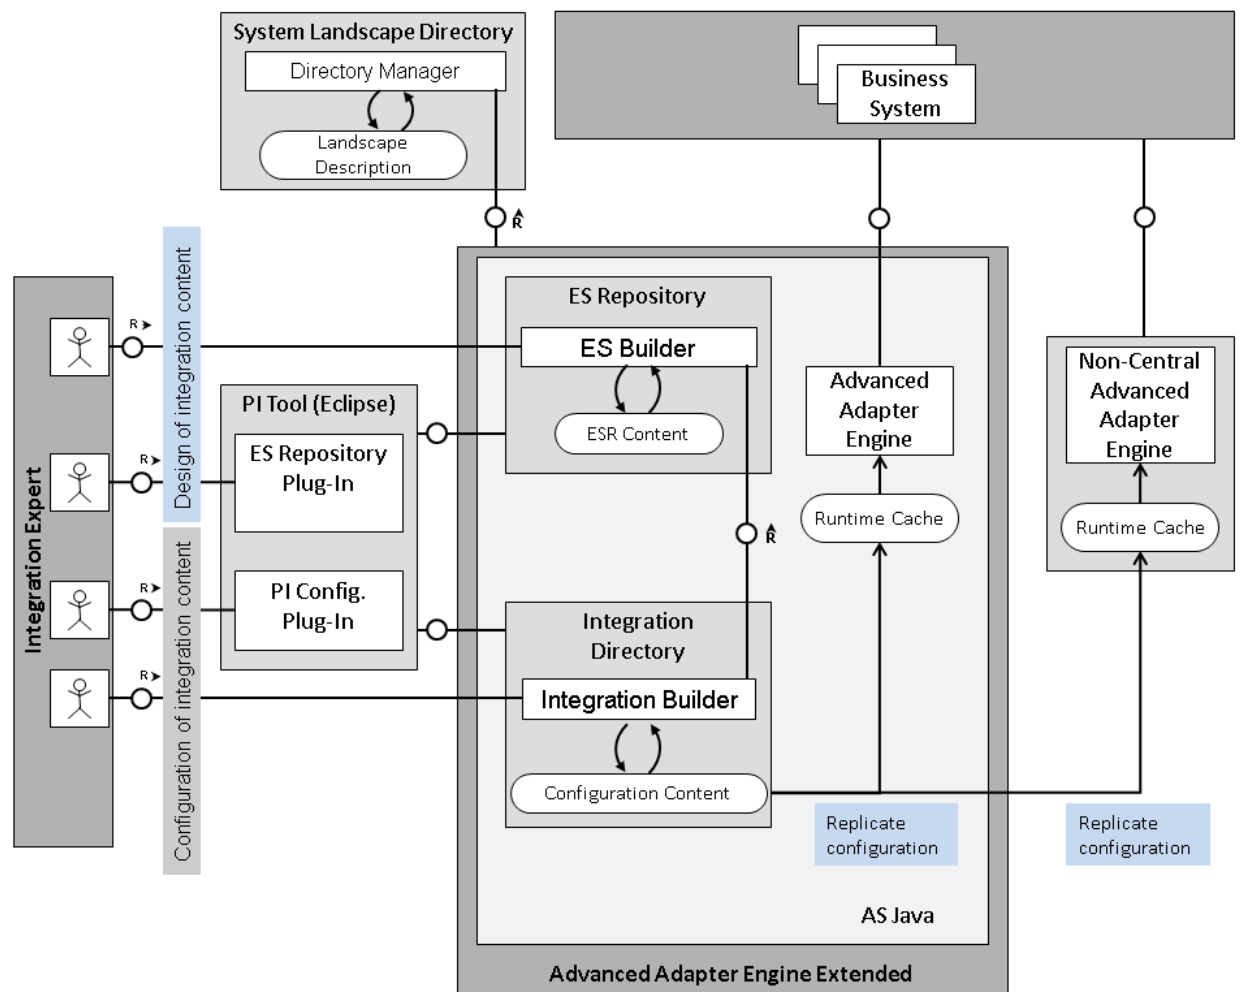 System Landscape Directory
Directory Manager
Landscape
Description
R
Business
System
Integration Expert
Design of integration content
Configuration of integration content
R
R
R
R
PI Tool (Eclipse)
ES Repository
Plug-In
PI Config.
Plug-In
ES Repository
ES Builder
ESR Content
R
Integration
Directory
Integration Builder
Configuration Content
Advanced
Adapter
Engine
Runtime Cache
Replicate
configuration
Non-Central
Advanced
Adapter
Engine
Runtime Cache
Replicate
configuration
AS Java
Advanced Adapter Engine Extended